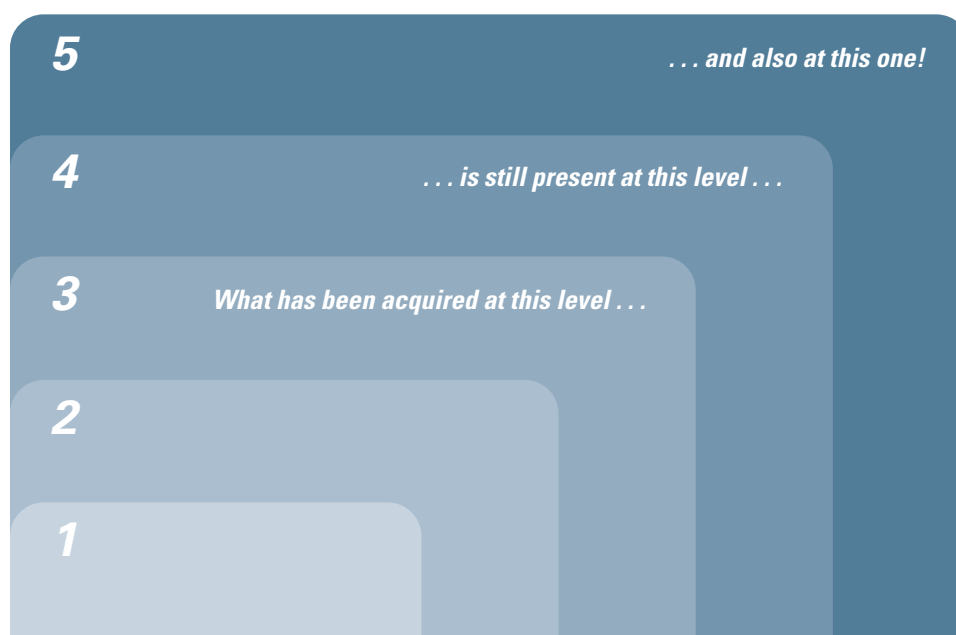 5 . . . and also at this one!
4 . . . is still present at this level . . .
3 What has been acquired at this level . . .
2
1